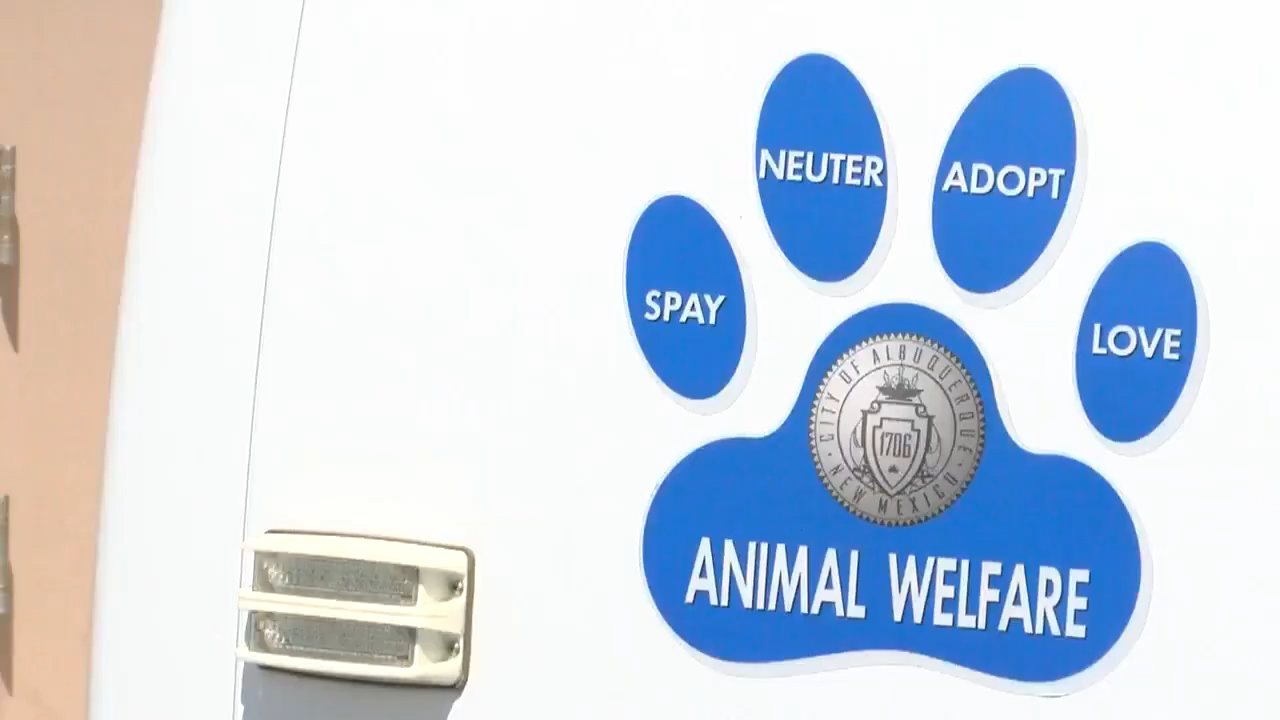 SPAY
NEUTER
ADOPT
LOVE
CITY OF ALBUQUERQUE
1706
NEW MEXICO
ANIMAL WELFARE